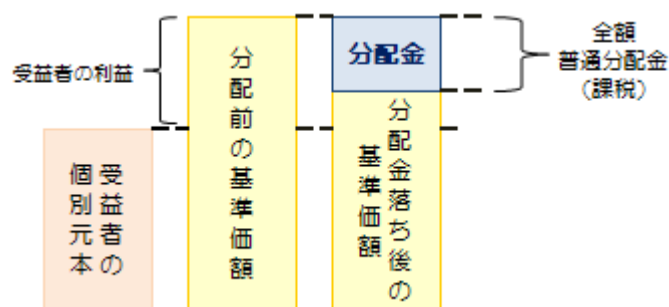 受益者の利益
受益者の
個別元本
分配前の基準価額
分配金
分配金落ち後の
基準価額
全額
普通分配金
(課税)